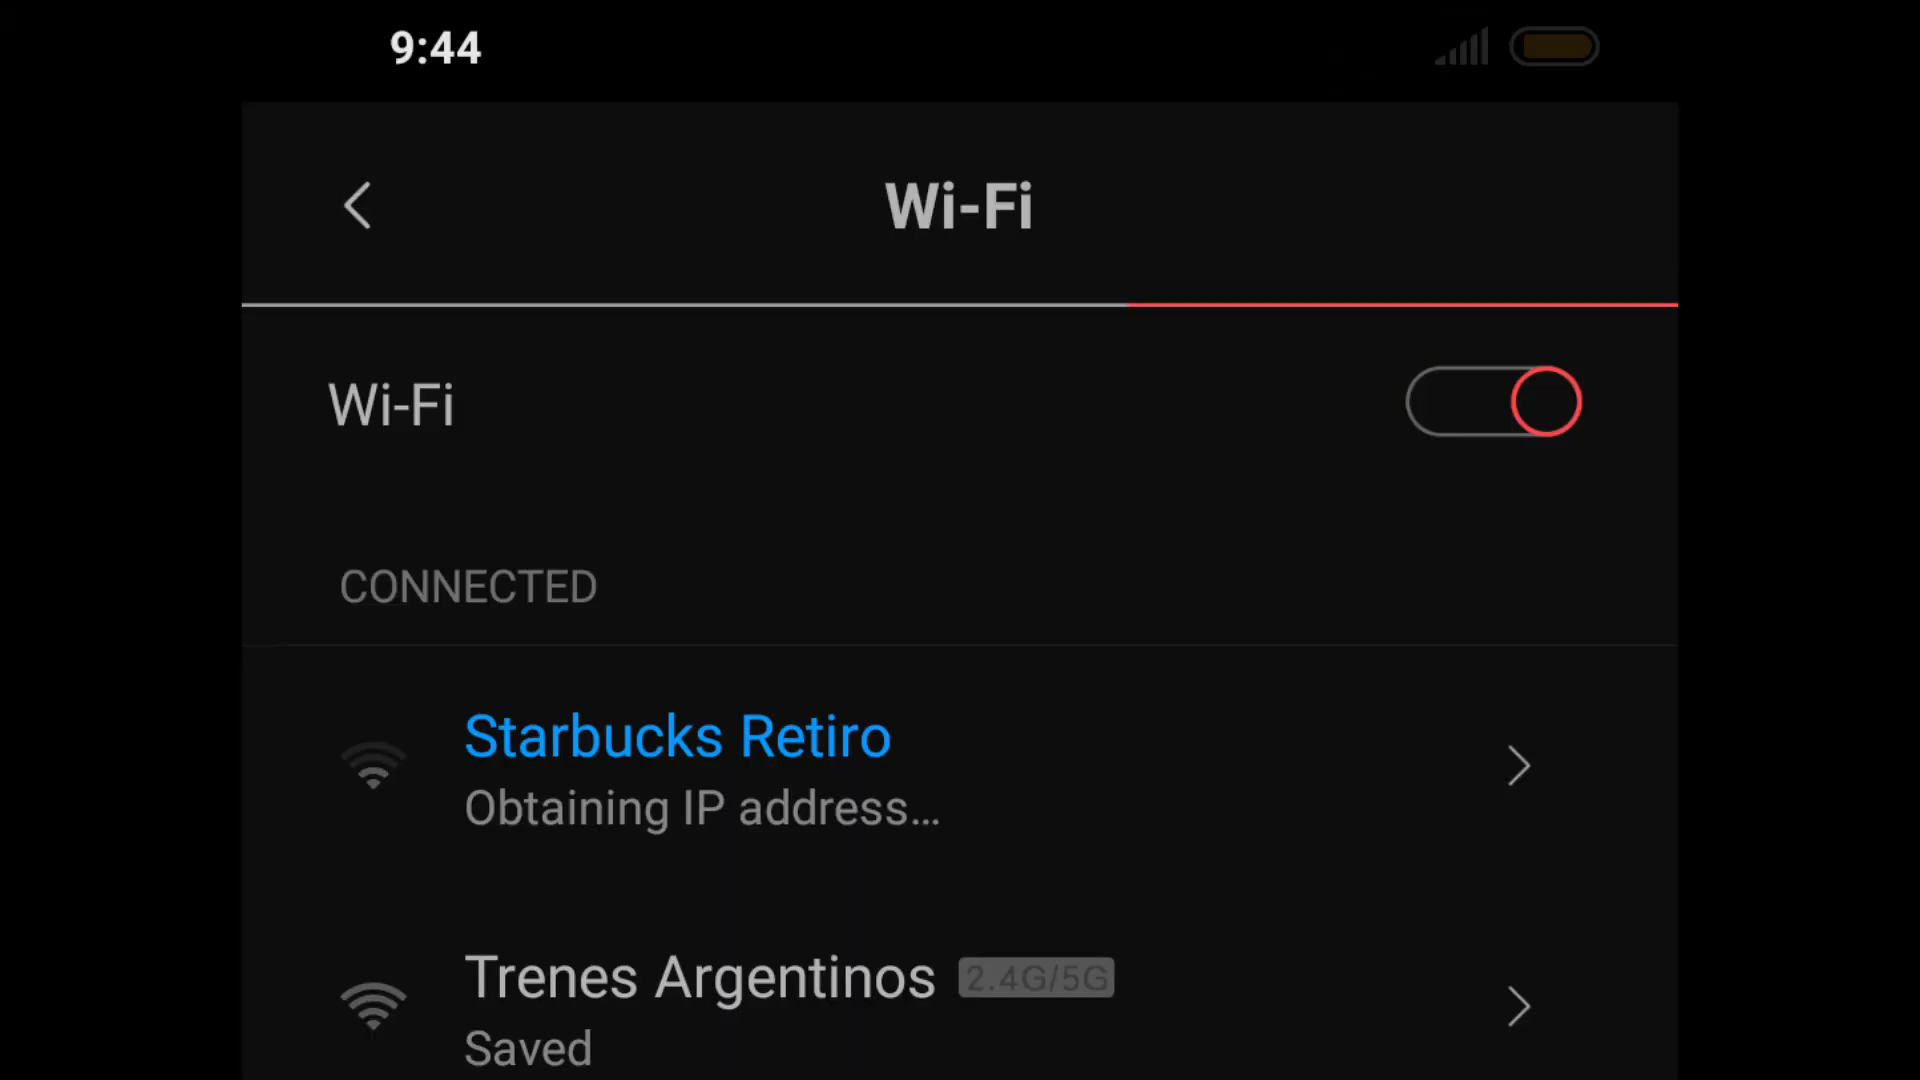 9:44
Wi-Fi
Wi-Fi
CONNECTED
Starbucks Retiro
Obtaining IP address...
Trenes Argentinos 2.4G/5G
Saved